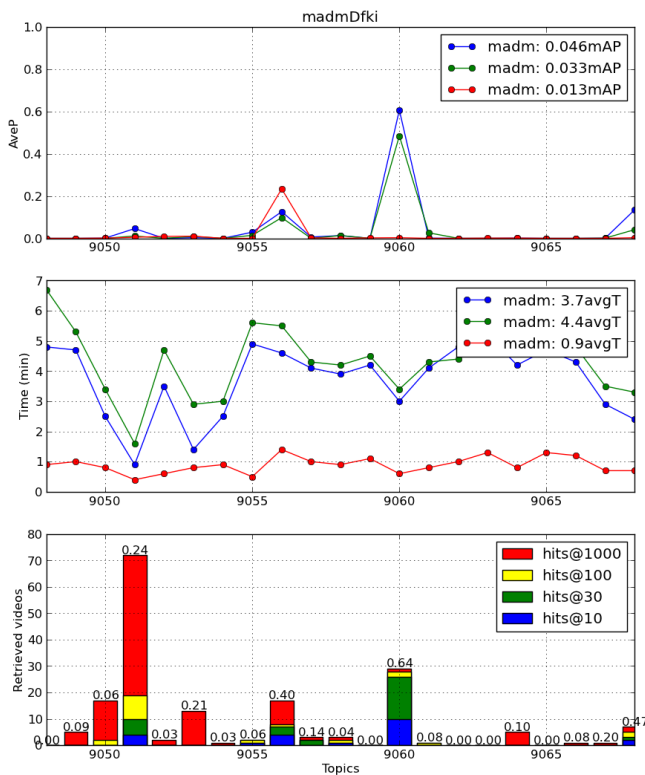 madmDfki
1.0
0.8
0.6
0.4
0.2
0.0
AveP
madm: 0.046mAP
madm: 0.033mAP
madm: 0.013mAP
9050 9055 9060 9065
7
6
5
4
3
2
1
0
Time (min)
madm: 3.7avgT
madm: 4.4avgT
madm: 0.9avgT
9050 9055 9060 9065
80
70
60
50
40
30
20
10
0
Retrieved videos
hits@1000
hits@100
hits@30
hits@10
0.00 0.09 0.06 0.24 0.03 0.21 0.03 0.06 0.40 0.14 0.04 0.00 0.64 0.08 0.00 0.00 0.10 0.00 0.08 0.20 0.47
9050 9055 9060 9065
Topics